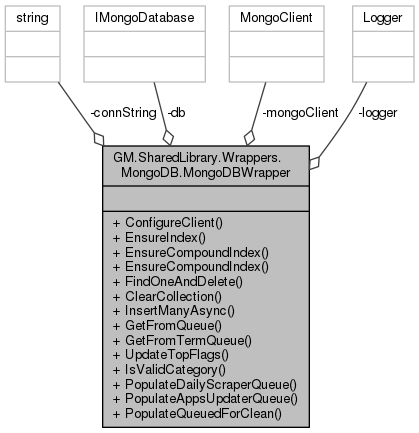 string
IMongoDatabase
MongoClient
Logger
-connString
-db
-mongoClient
-logger
GM.SharedLibrary.Wrappers.
MongoDB.MongoDBWrapper
+ ConfigureClient()
+ EnsureIndex()
+ EnsureCompoundIndex()
+ EnsureCompoundIndex()
+ FindOneAndDelete()
+ ClearCollection()
+ InsertManyAsync()
+ GetFromQueue()
+ GetFromTermQueue()
+ UpdateTopFlags()
+ IsValidCategory()
+ PopulateDailyScraperQueue()
+ PopulateAppsUpdaterQueue()
+ PopulateQueuedForClean()